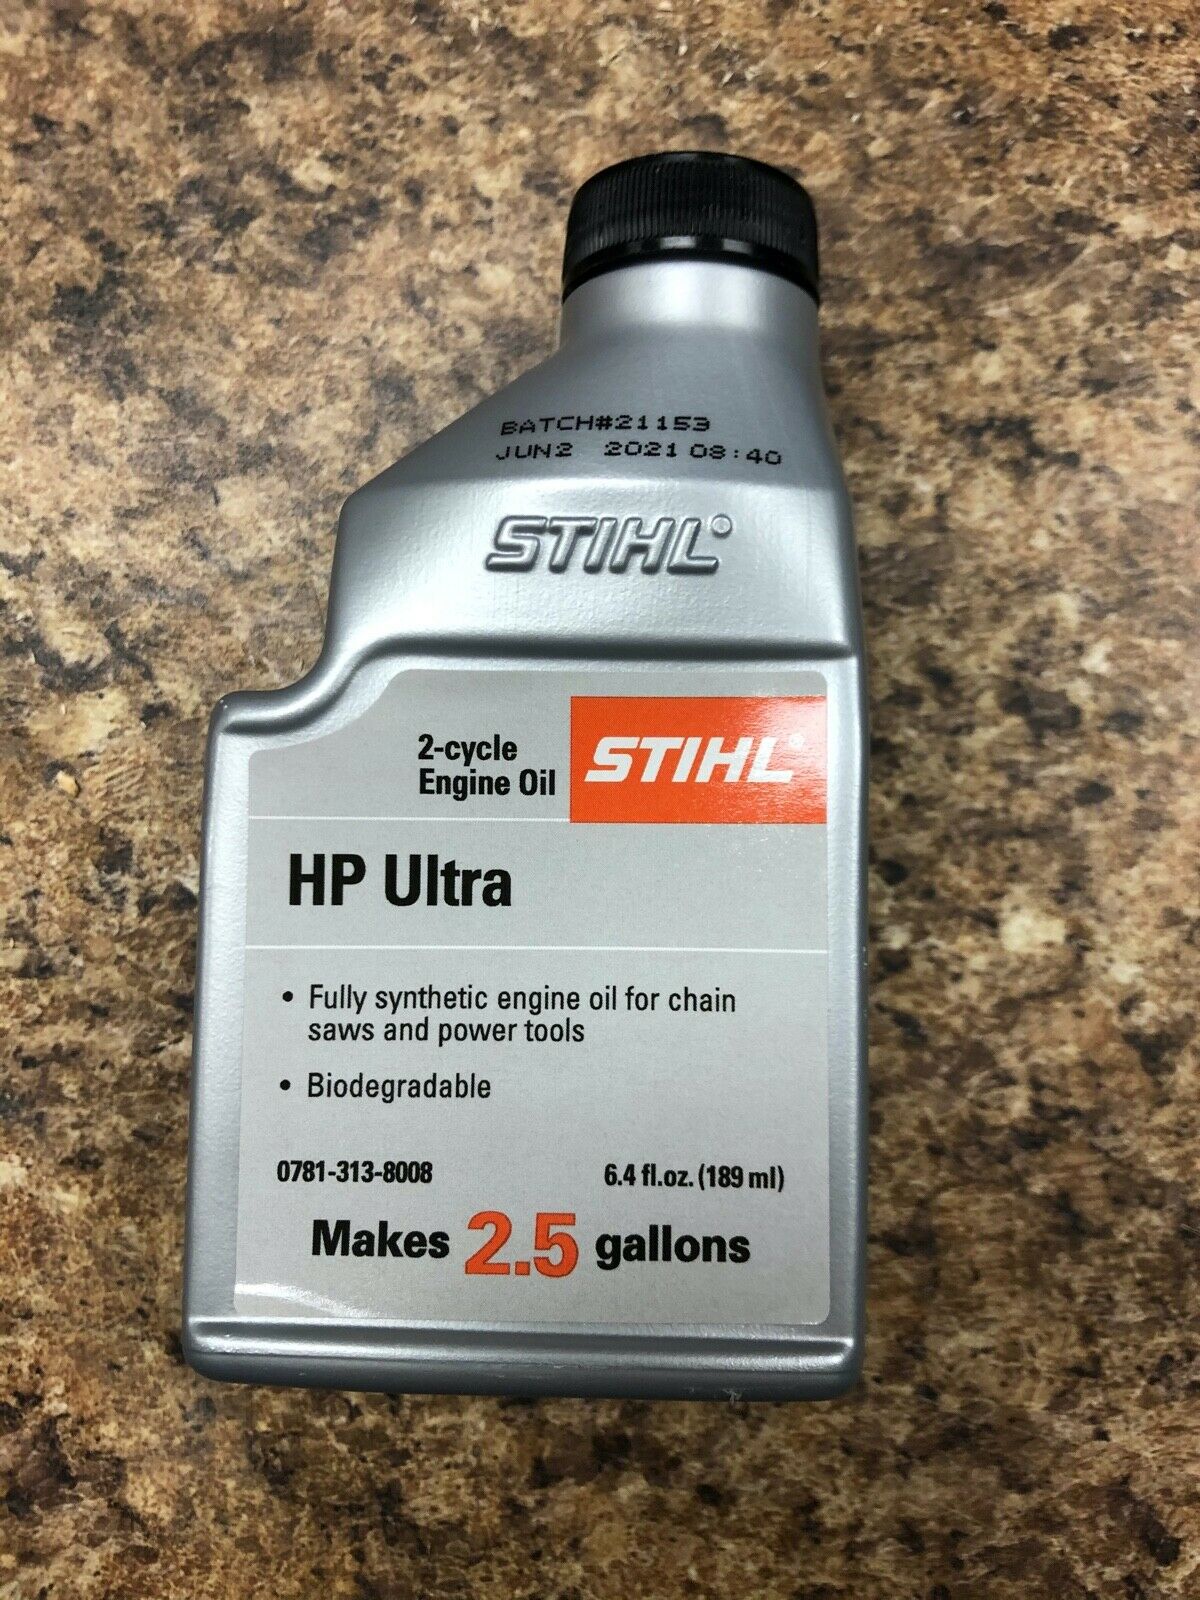 BATCH#21153
JUN2 2021 08:40
STIHL®
2-cycle
Engine Oil
STIHL®
HP Ultra
• Fully synthetic engine oil for chain
saws and power tools
• Biodegradable
0781-313-8008 6.4 fl.oz. (189 ml)
Makes 2.5 gallons